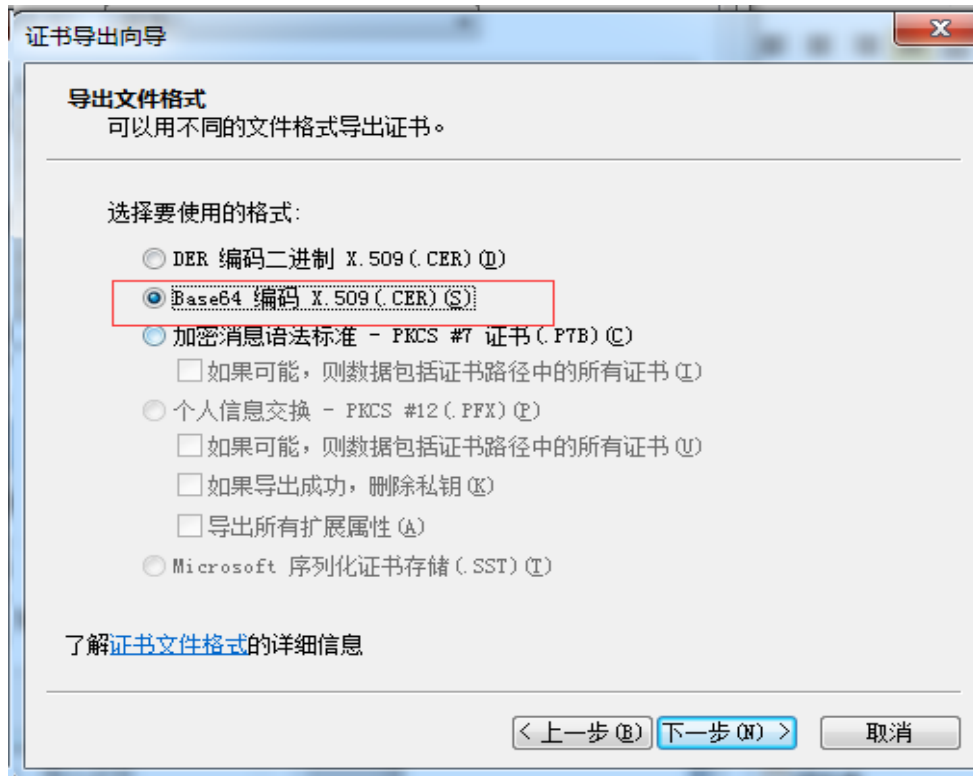 证书导出向导
导出文件格式
可以用不同的文件格式导出证书。
选择要使用的格式:
DER 编码二进制 X.509(.CER)(D)
Base64 编码 X.509(.CER)(S)
加密消息语法标准 - PKCS #7 证书(.P7B)(C)
如果可能，则数据包括证书路径中的所有证书(I)
个人信息交换 - PKCS #12(.PFX)(P)
如果可能，则数据包括证书路径中的所有证书(U)
如果导出成功，删除私钥(K)
导出所有扩展属性(A)
Microsoft 序列化证书存储(.SST)(T)
了解证书文件格式的详细信息
< 上一步(B) 下一步(N) > 取消